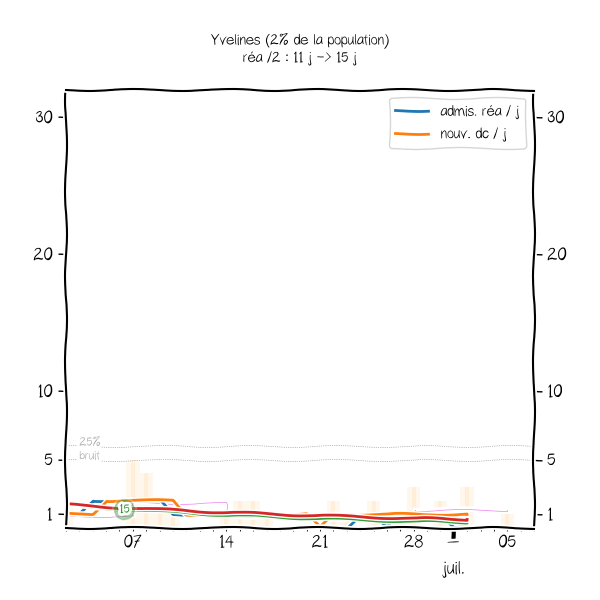 Yvelines (2% de la population)
réa /2 : 11 j -> 15 j
admis. réa / j
nouv. dc / j
30 30
20 20
10 10
25%
bruit
5 5
15
1 1
07 14 21 28 1 05
juil.